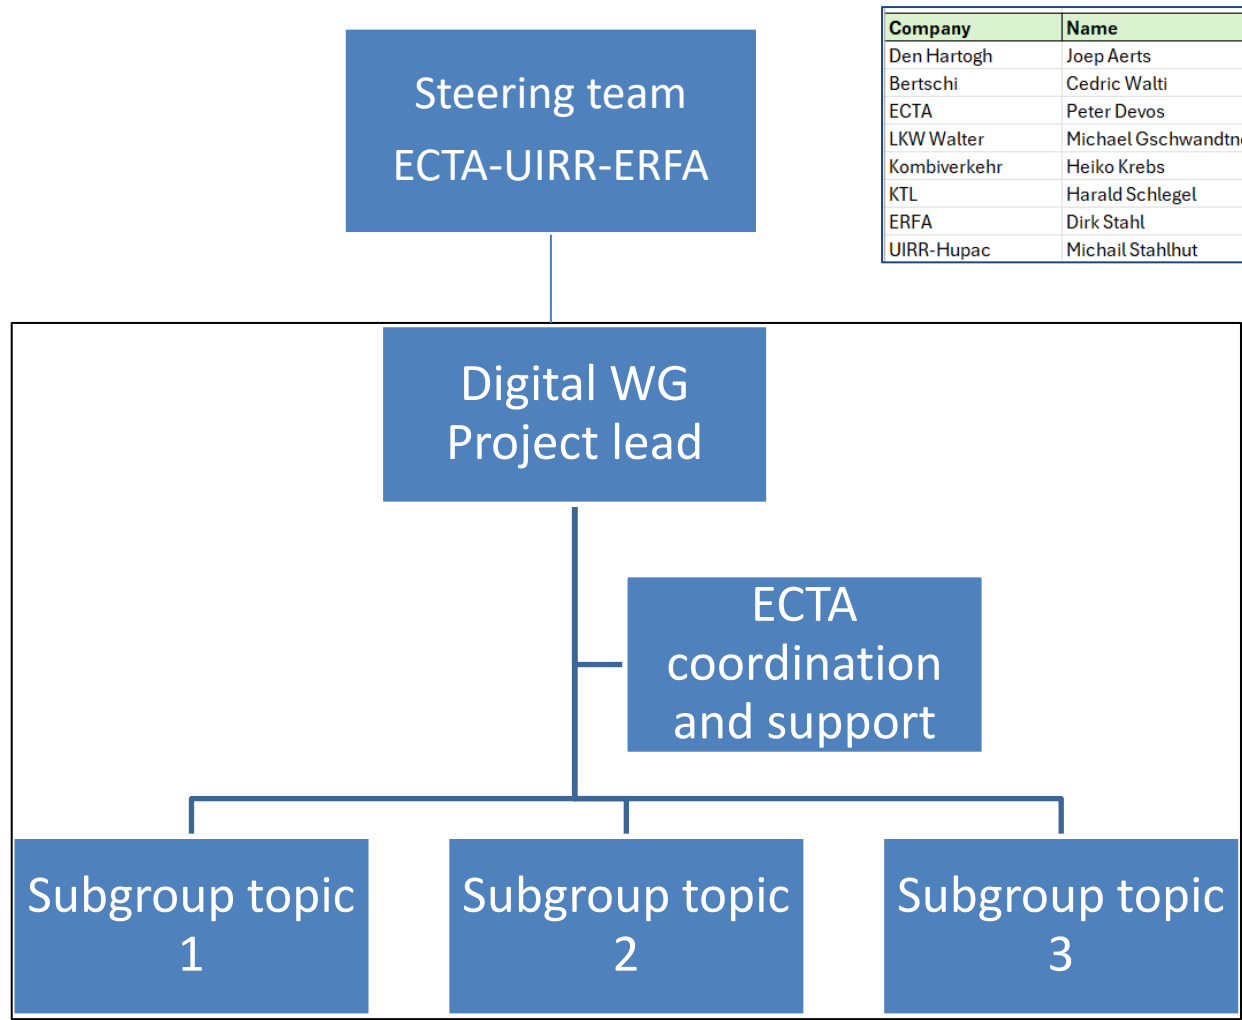 Steering team
ECTA-UIRR-ERFA
Company Name
Den Hartogh Joep Aerts
Bertschi Cedric Walti
ECTA Peter Devos
LKW Walter Michael
Kombiverkehr Heiko Krebs
KTL Harald Schlegel
ERFA Dirk Stahl
UIRR-Hupac Michail Stahlhut
Digital WG
Project lead
ECTA
coordination
and support
Subgroup topic
1
Subgroup topic
2
Subgroup topic
3